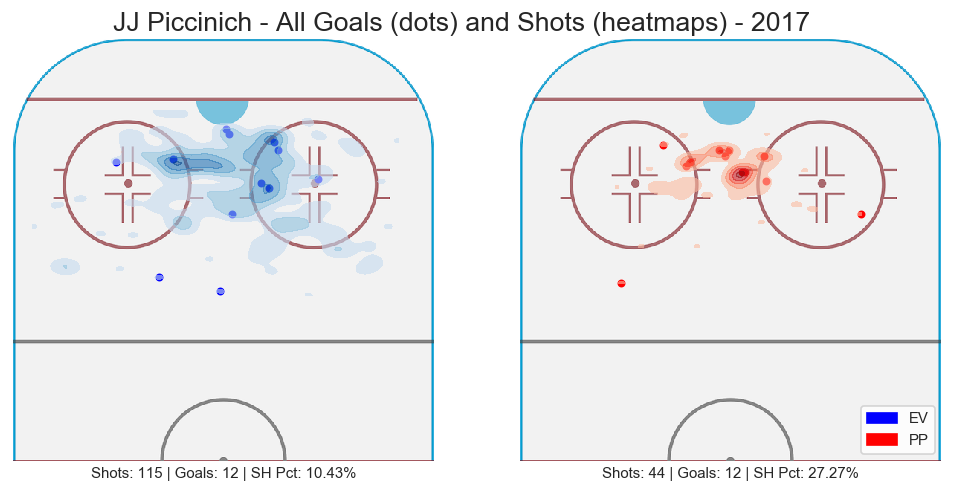 JJ Piccinich - All Goals (dots) and Shots (heatmaps) - 2017
EV
PP
Shots: 115 | Goals: 12 | SH Pct: 10.43%
Shots: 44 | Goals: 12 | SH Pct: 27.27%